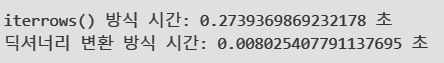 iterrows() 방식 시간: 0.2739369869232178 초
딕셔너리 변환 방식 시간: 0.008025407791137695 초